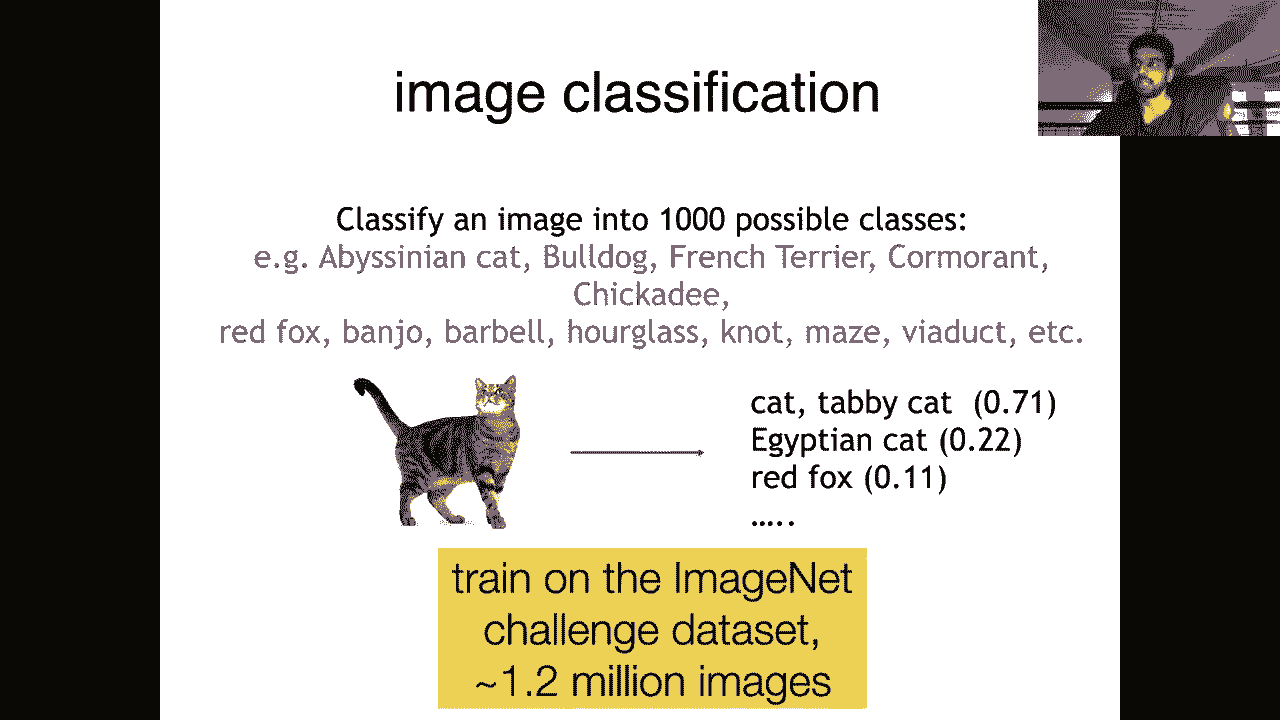 image classification
Classify an image into 1000 possible classes:
e.g. Abyssinian cat, Bulldog, French Terrier, Cormorant,
Chickadee,
red fox, banjo, barbell, hourglass, knot, maze, viaduct, etc.
cat, tabby cat (0.71)
Egyptian cat (0.22)
red fox (0.11)
…..
train on the ImageNet
challenge dataset,
~1.2 million images